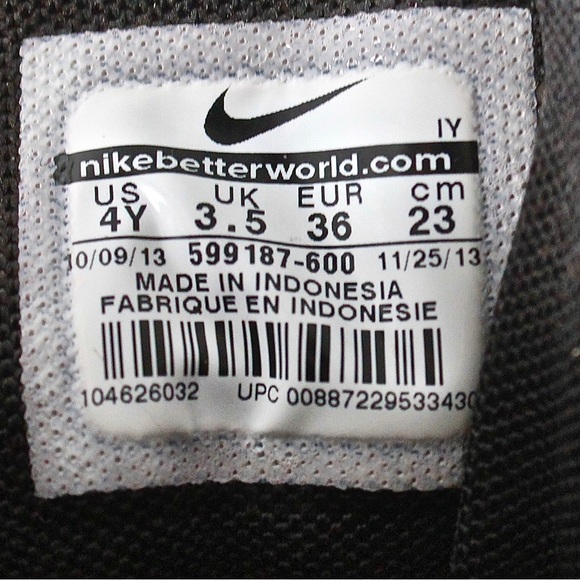 IY
nikebetterworld.com
US UK EUR cm
4Y 3.5 36 23
10/09/13 599187-600 11/25/13
MADE IN INDONESIA
FABRIQUE EN INDONESIE
104626032 UPC 00887229533430